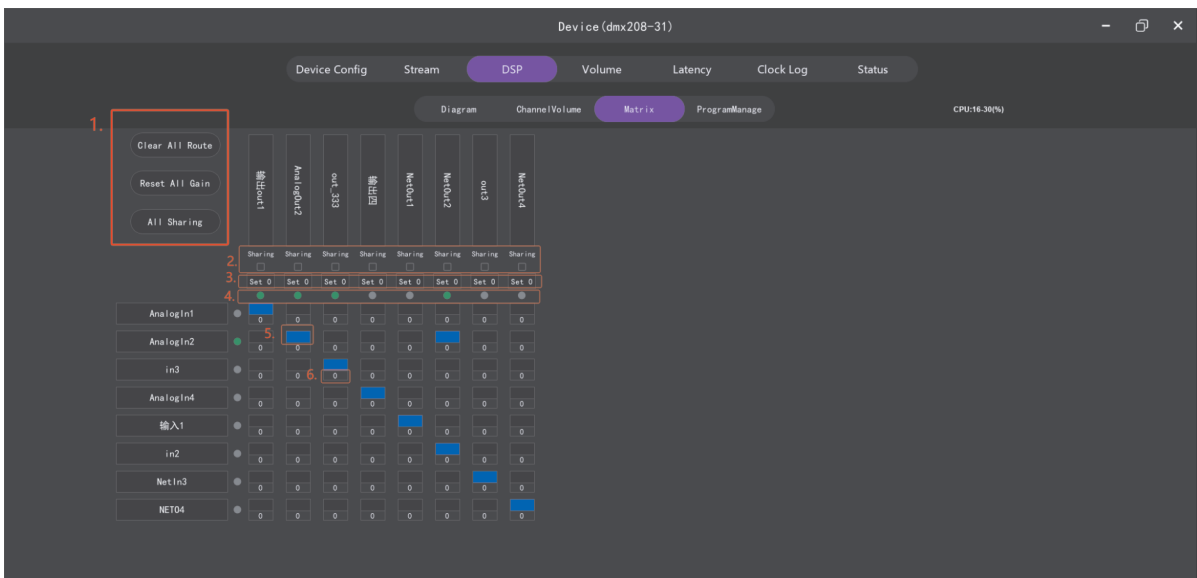 Device(dmx208-31)
Device Config Stream DSP Volume Latency Clock Log Status
Diagram ChannelVolume Matrix ProgramManage CPU:16-30(%)
1.
Clear All Route
Reset All Gain
All Sharing
输出out1
AnalogOut2
out_333
输出四
NetOut1
NetOut2
out3
NetOut4
2. Sharing Sharing Sharing Sharing Sharing Sharing Sharing Sharing
3. Set 0 Set 0 Set 0 Set 0 Set 0 Set 0 Set 0 Set 0
4.
AnalogIn1 0 0 0 0 0 0 0 0
5.
AnalogIn2 0 0 0 0 0 0 0 0
in3 0 0 6. 0 0 0 0 0 0
AnalogIn4 0 0 0 0 0 0 0 0
输入1 0 0 0 0 0 0 0 0
in2 0 0 0 0 0 0 0 0
NetIn3 0 0 0 0 0 0 0 0
NETO4 0 0 0 0 0 0 0 0